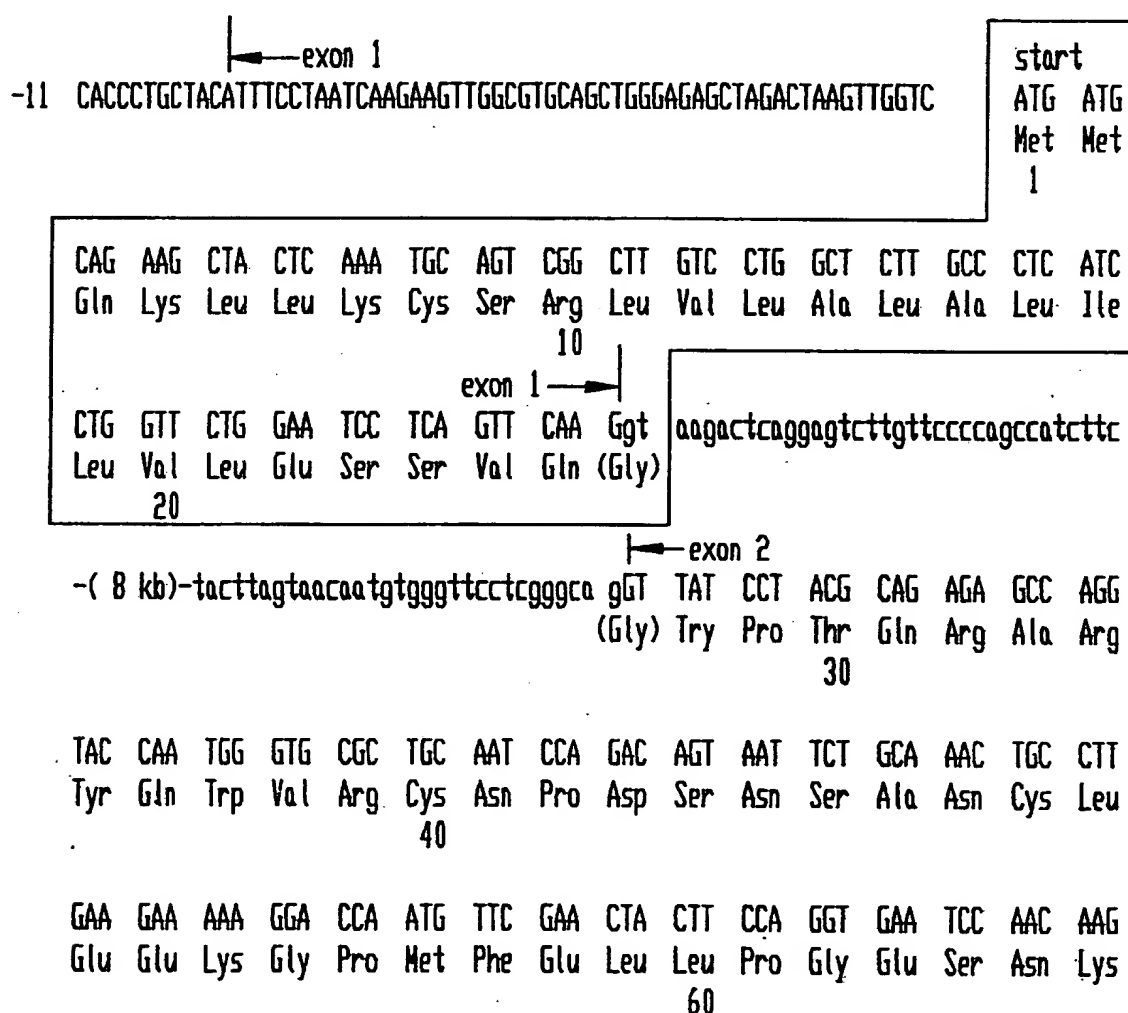 exon 1
start
-11 CACCCTGCTACATTTCCTAATCAAGAAGTTGGCGTGCAGCTGGGAGAGCTAGACTAAGTTGGTC ATG ATG
Met Met
1
CAG AAG CTA CTC AAA TGC AGT CGG CTT GTC CTG GCT CTT GCC CTC ATC
Gln Lys Leu Leu Lys Cys Ser Arg Leu Val Leu Ala Leu Ala Leu Ile
10
exon 1
CTG GTT CTG GAA TCC TCA GTT CAA Ggt aagactcaggagtcttgttccccagccatcttc
Leu Val Leu Glu Ser Ser Val Gln (Gly)
20
exon 2
-( 8 kb)-tacttagtaacaatgtgggttcctcgggca gGT TAT CCT ACG CAG AGA GCC AGG
(Gly) Try Pro Thr Gln Arg Ala Arg
30
TAC CAA TGG GTG CGC TGC AAT CCA GAC AGT AAT TCT GCA AAC TGC CTT
Tyr Gln Trp Val Arg Cys Asn Pro Asp Ser Asn Ser Ala Asn Cys Leu
40
GAA GAA AAA GGA CCA ATG TTC GAA CTA CTT CCA GGT GAA TCC AAC AAG
Glu Glu Lys Gly Pro Met Phe Glu Leu Leu Pro Gly Glu Ser Asn Lys
60